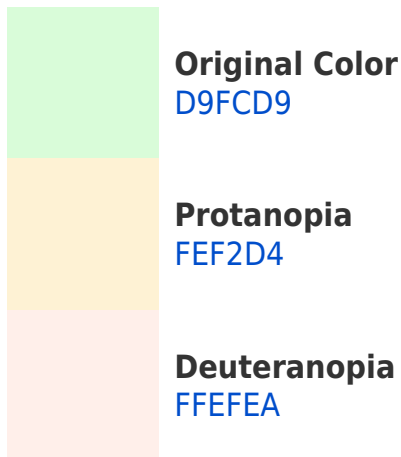 Original Color
D9FCD9
Protanopia
FEF2D4
Deuteranopia
FFEFEA